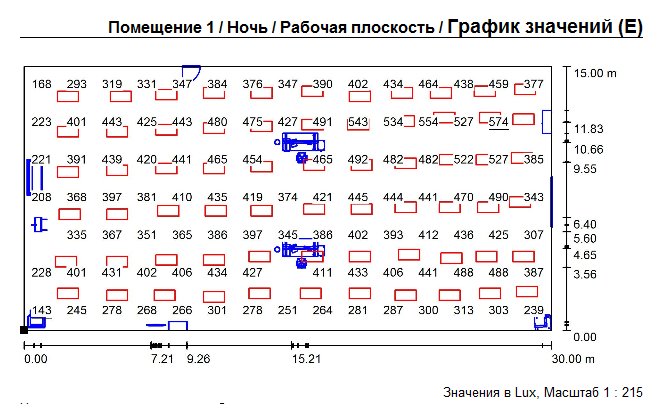 Помещение 1 / Ночь / Рабочая плоскость / График значений (E)
168 293 319 331 347 384 376 347 390 402 434 464 438 459 377
15.00 m
223 401 443 425 443 480 475 427 491 543 534 554 527 574
11.83
10.66
221 391 439 420 441 465 454 465 492 482 482 522 527 385
9.55
208 368 397 381 410 435 419 374 421 445 444 441 470 490 343
6.40
335 367 351 365 386 397 345 386 402 393 412 436 425 307
5.60
4.65
228 401 431 402 406 434 427 411 433 406 441 488 488 387
3.56
143 245 278 268 266 301 278 251 264 281 287 300 313 303 239
0.00
0.00 7.21 9.26 15.21 30.00 m
Значения в Lux, Масштаб 1 : 215